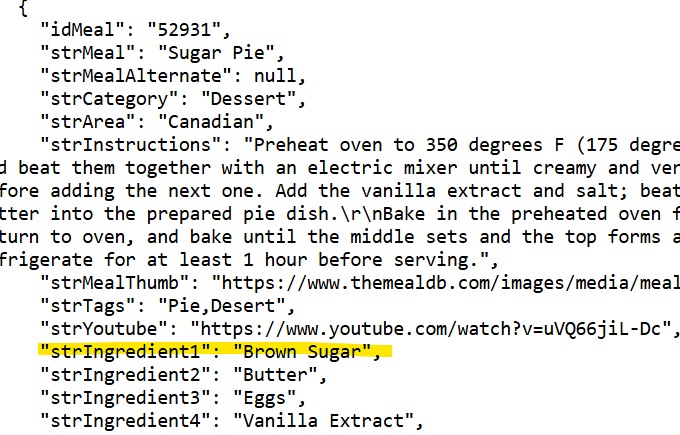 {
"idMeal": "52931",
"strMeal": "Sugar Pie",
"strMealAlternate": null,
"strCategory": "Dessert",
"strArea": "Canadian",
"strInstructions": "Preheat oven to 350 degrees F (175 degre
d beat them together with an electric mixer until creamy and ver
fore adding the next one. Add the vanilla extract and salt; beat
tter into the prepared pie dish.\r\nBake in the preheated oven f
turn to oven, and bake until the middle sets and the top forms a
frigerate for at least 1 hour before serving.",
"strMealThumb": "https://www.themealdb.com/images/media/meal
"strTags": "Pie,Desert",
"strYoutube": "https://www.youtube.com/watch?v=uVQ66jiL-Dc",
"strIngredient1": "Brown Sugar",
"strIngredient2": "Butter",
"strIngredient3": "Eggs",
"strIngredient4": "Vanilla Extract",